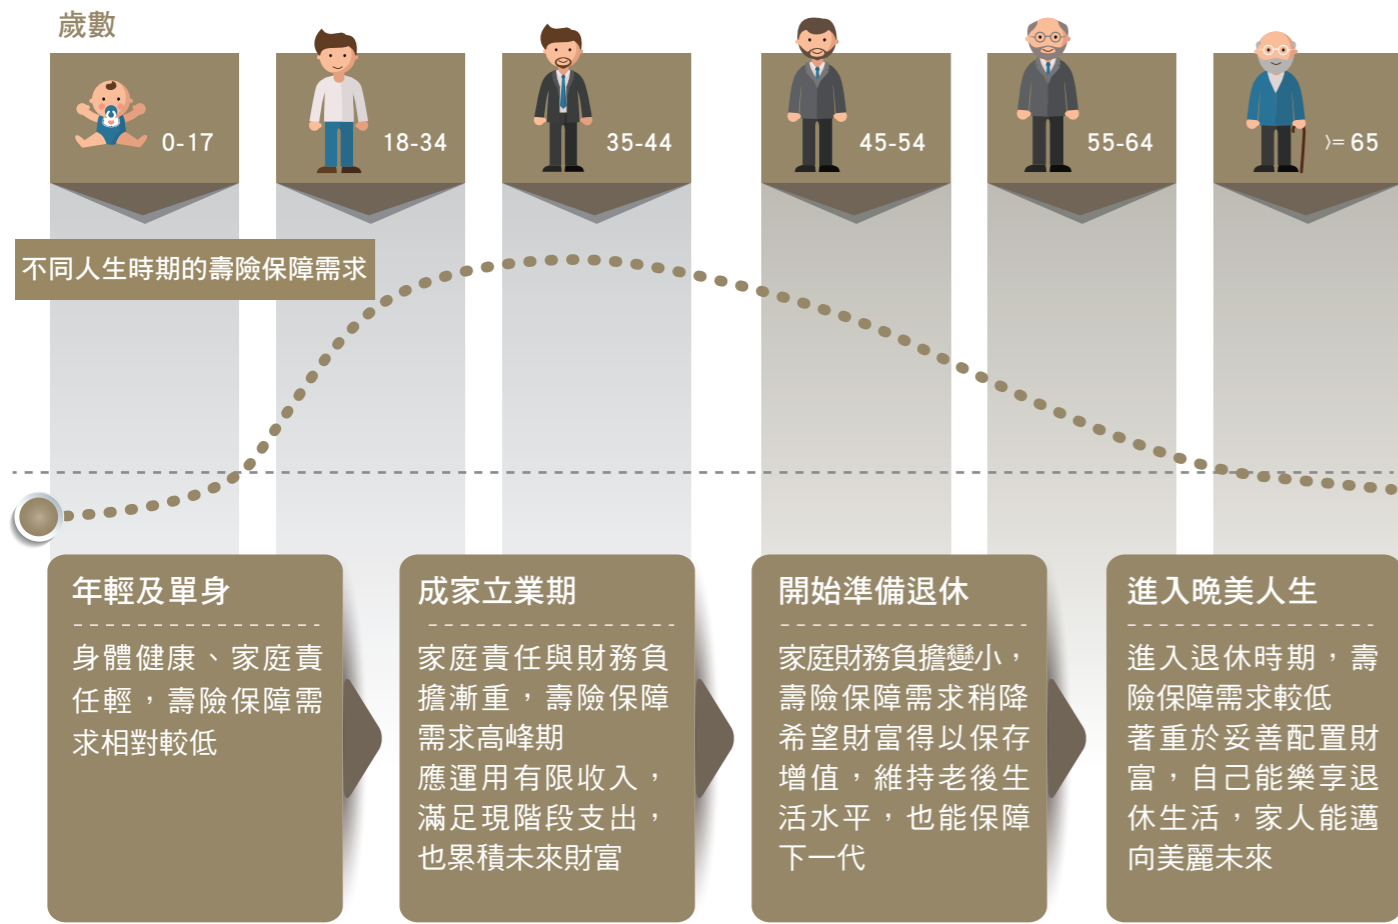 歲數
0-17
18-34
35-44
45-54
55-64
>= 65
不同人生時期的壽險保障需求
年輕及單身
身體健康、家庭責
任輕，壽險保障需
求相對較低
成家立業期
家庭責任與財務負
擔漸重，壽險保障
需求高峰期
應運用有限收入，
滿足現階段支出，
也累積未來財富
開始準備退休
家庭財務負擔變小，
壽險保障需求稍降
希望財富得以保存
增值，維持老後生
活水平，也能保障
下一代
進入晚美人生
進入退休時期，壽
險保障需求較低
著重於妥善配置財
富，自己能樂享退
休生活，家人能邁
向美麗未來